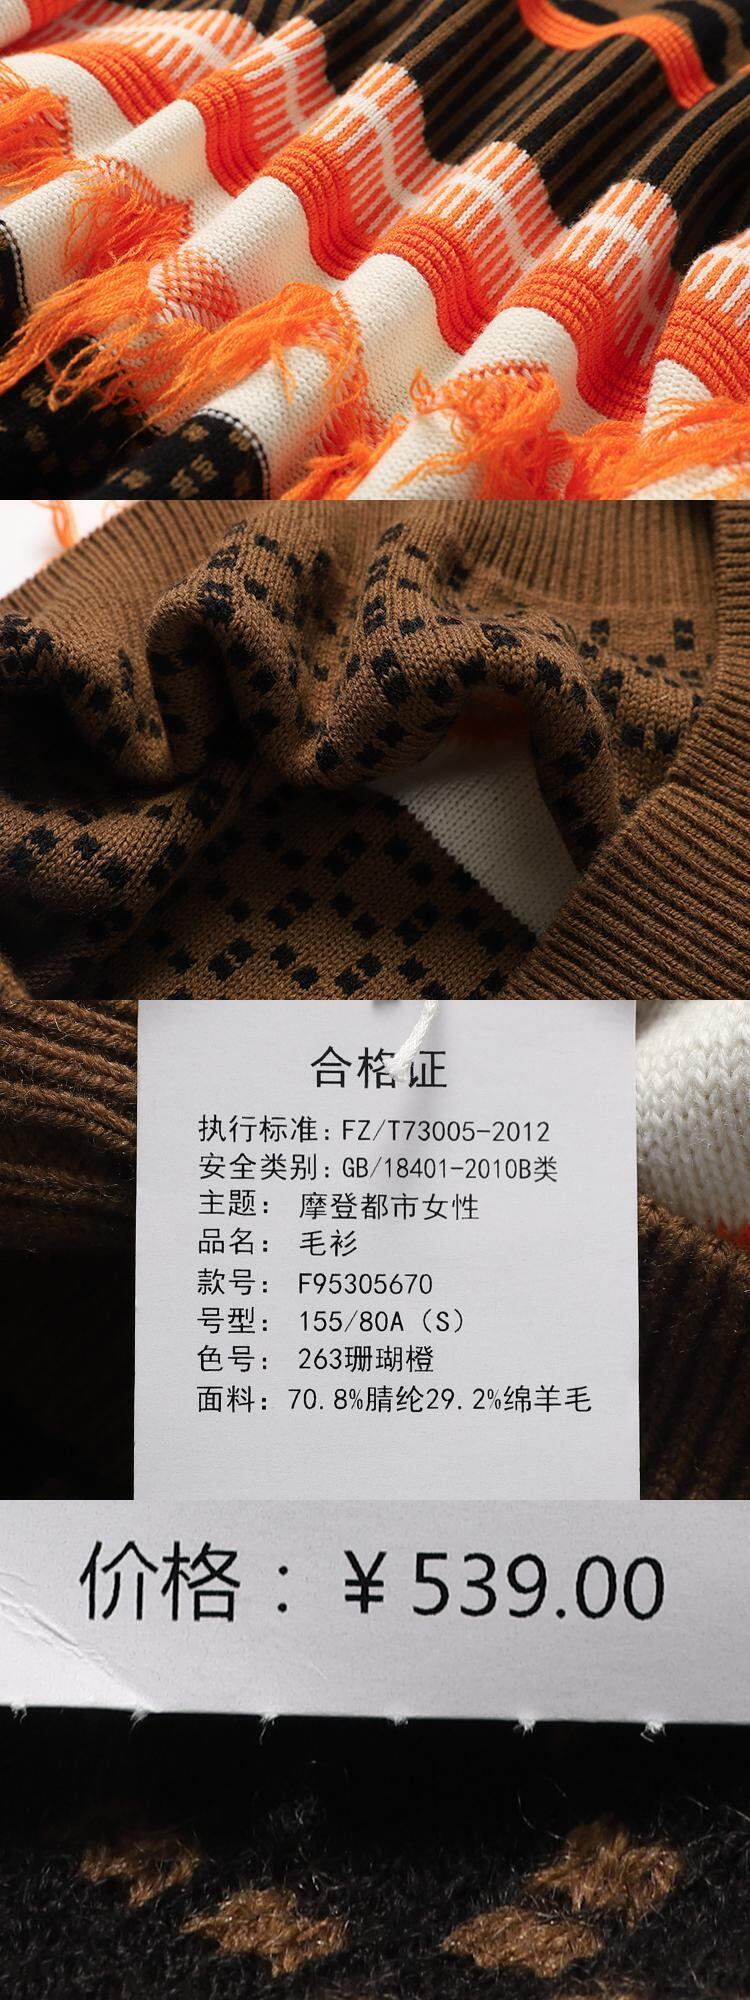 合格证
执行标准: FZ/T73005-2012
安全类别: GB/18401-2010B类
主题: 摩登都市女性
品名: 毛衫
款号: F95305670
号型: 155/80A（S）
色号: 263珊瑚橙
面料: 70.8%腈纶29.2%绵羊毛
价格: ¥539.00